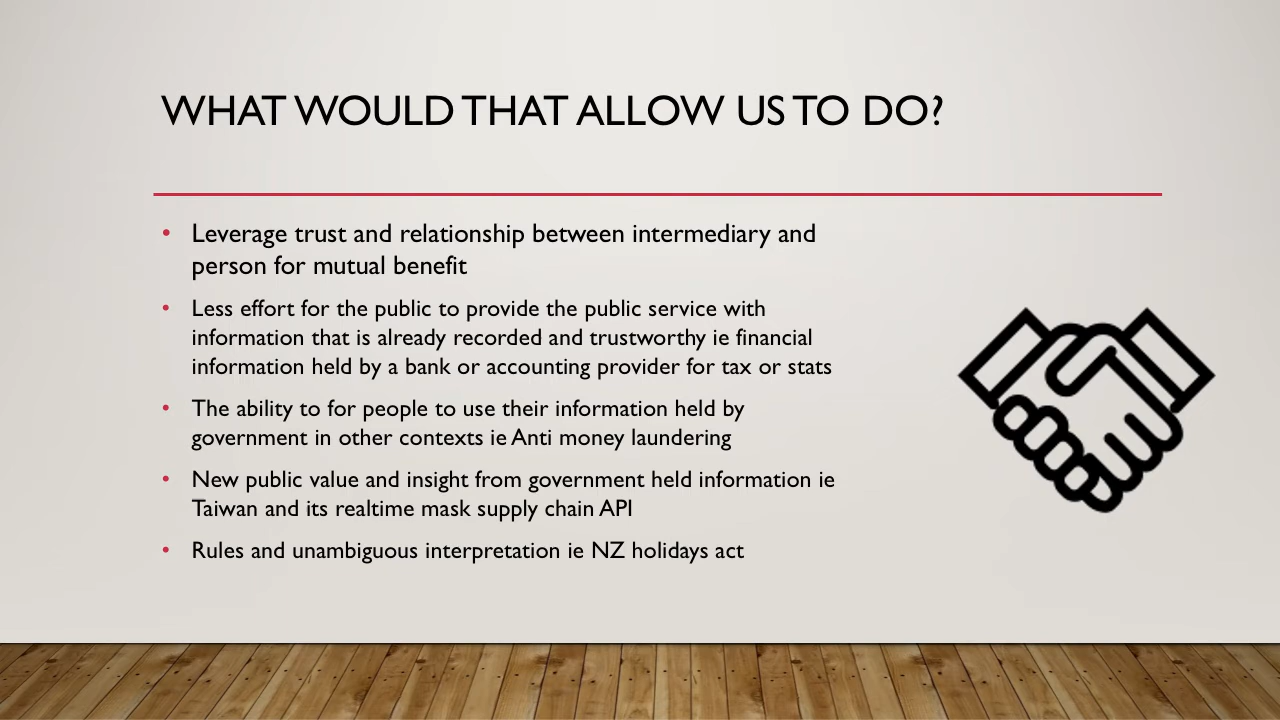 WHAT WOULD THAT ALLOW US TO DO?
• Leverage trust and relationship between intermediary and
person for mutual benefit
• Less effort for the public to provide the public service with
information that is already recorded and trustworthy ie financial
information held by a bank or accounting provider for tax or stats
• The ability to for people to use their information held by
government in other contexts ie Anti money laundering
• New public value and insight from government held information ie
Taiwan and its realtime mask supply chain API
• Rules and unambiguous interpretation ie NZ holidays act